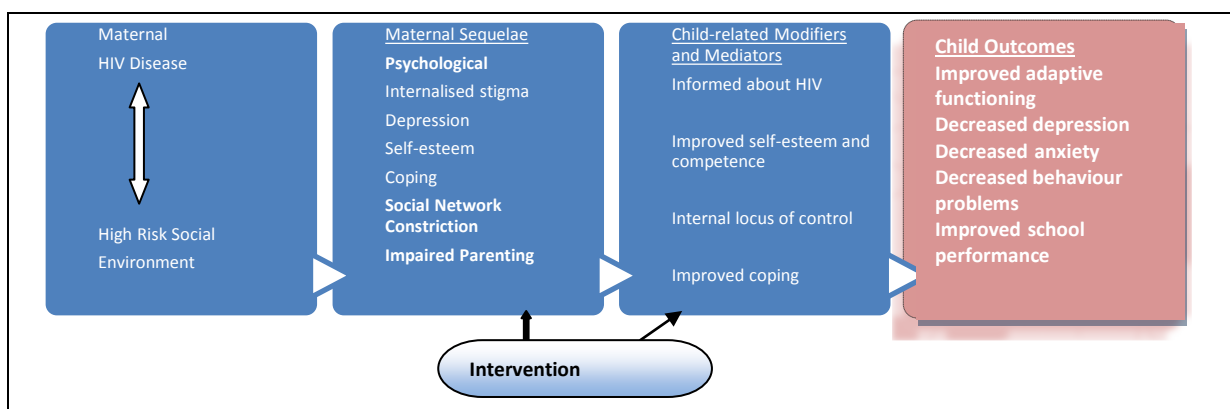 Maternal
HIV Disease
High Risk Social
Environment
Maternal Sequelae
Psychological
Internalised stigma
Depression
Self-esteem
Coping
Social Network
Constriction
Impaired Parenting
Child-related Modifiers
and Mediators
Informed about HIV
Improved self-esteem and
competence
Internal locus of control
Improved coping
Child Outcomes
Improved adaptive
functioning
Decreased depression
Decreased anxiety
Decreased behaviour
problems
Improved school
performance
Intervention